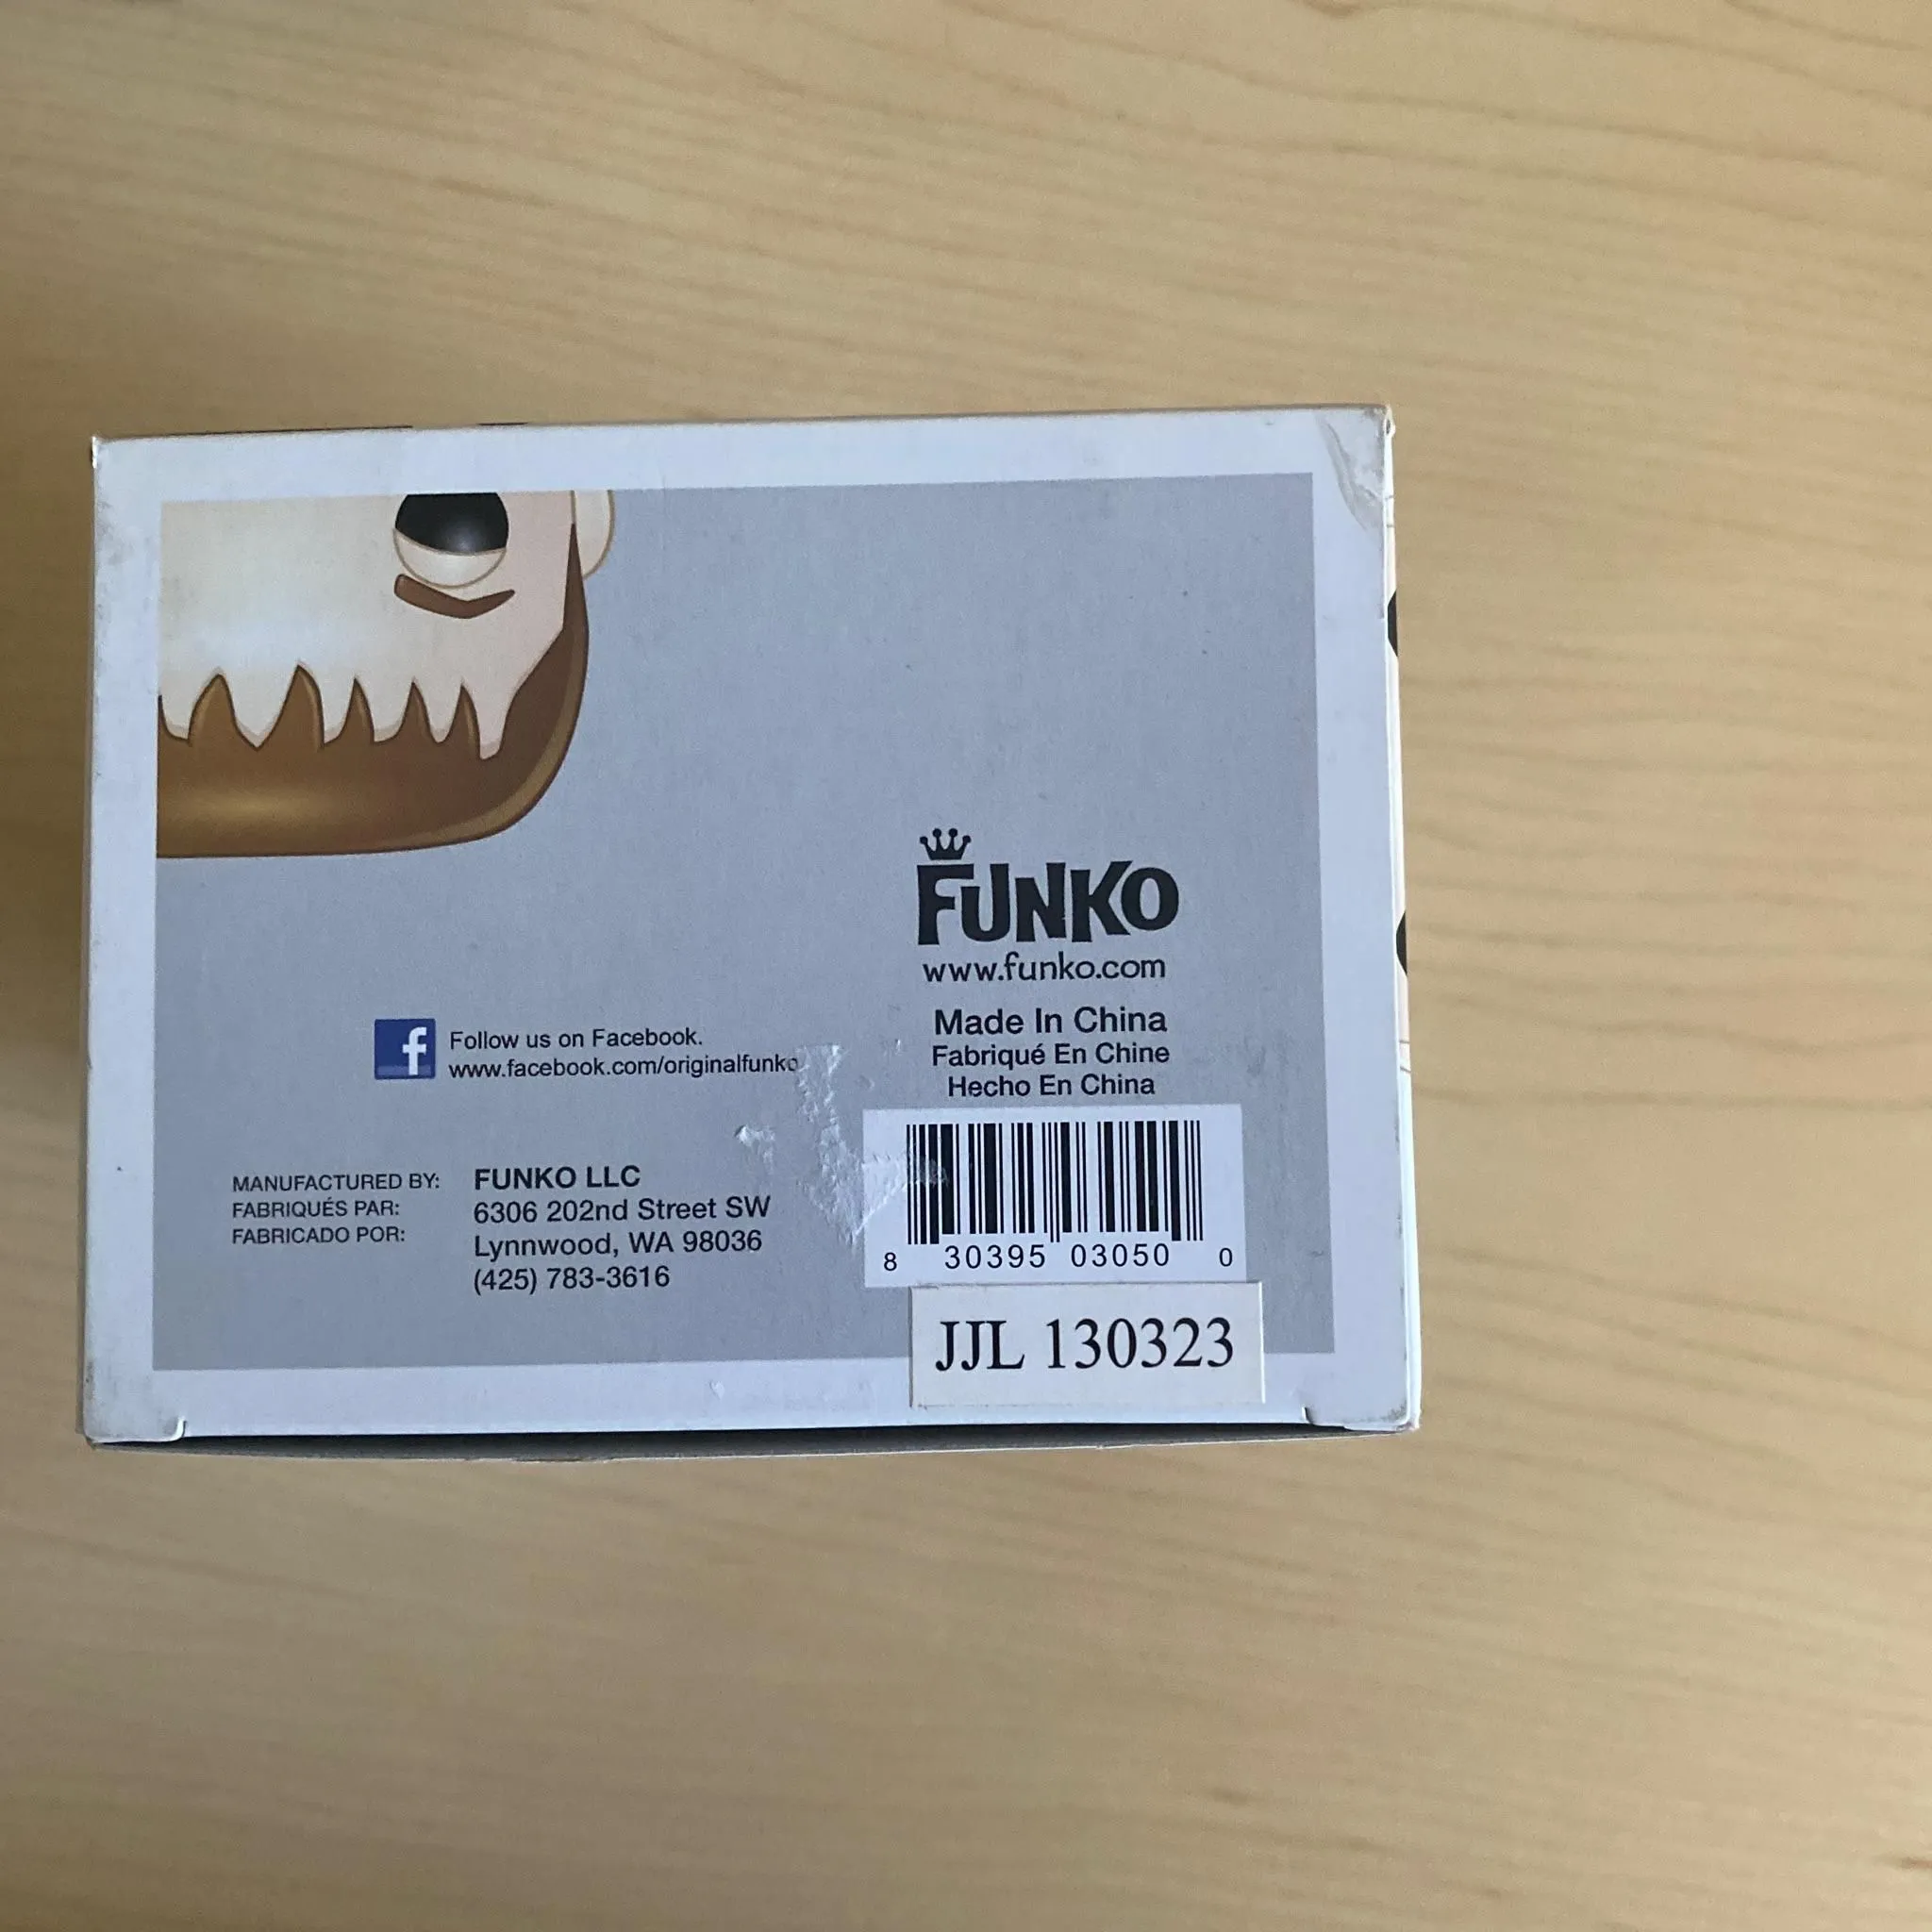 FUNKO
www.funko.com
Made In China
Fabriqué En Chine
Hecho En China
f
Follow us on Facebook.
www.facebook.com/originalfunko
MANUFACTURED BY:
FABRIQUÉS PAR:
FABRICADO POR:
FUNKO LLC
6306 202nd Street SW
Lynnwood, WA 98036
(425) 783-3616
8 30395 03050 0
JJL 130323